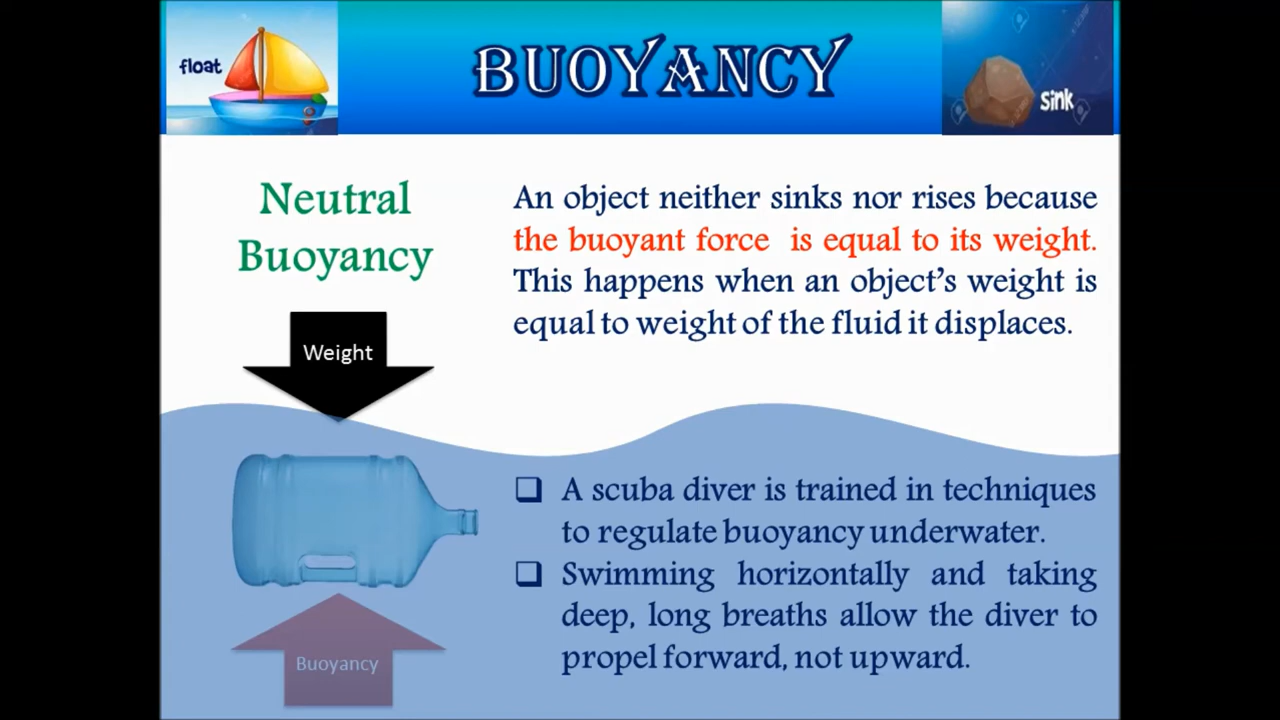 float
BUOYANCY
sink
Neutral
Buoyancy
An object neither sinks nor rises because
the buoyant force is equal to its weight.
This happens when an object's weight is
equal to weight of the fluid it displaces.
Weight
❑ A scuba diver is trained in techniques
to regulate buoyancy underwater.
❑ Swimming horizontally and taking
deep, long breaths allow the diver to
propel forward, not upward.
Buoyancy